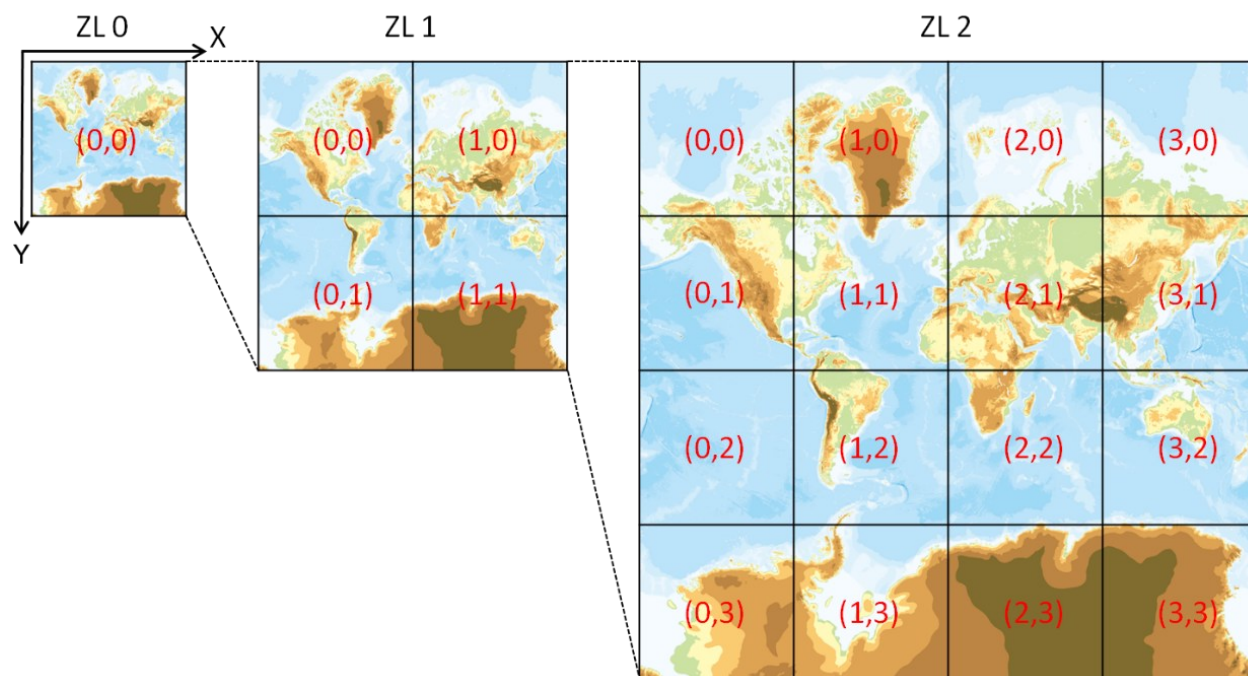 ZL 0
ZL 1
ZL 2
X
Y
(0,0)
(0,0) (1,0)
(0,1) (1,1)
(0,0) (1,0) (2,0) (3,0)
(0,1) (1,1) (2,1) (3,1)
(0,2) (1,2) (2,2) (3,2)
(0,3) (1,3) (2,3) (3,3)